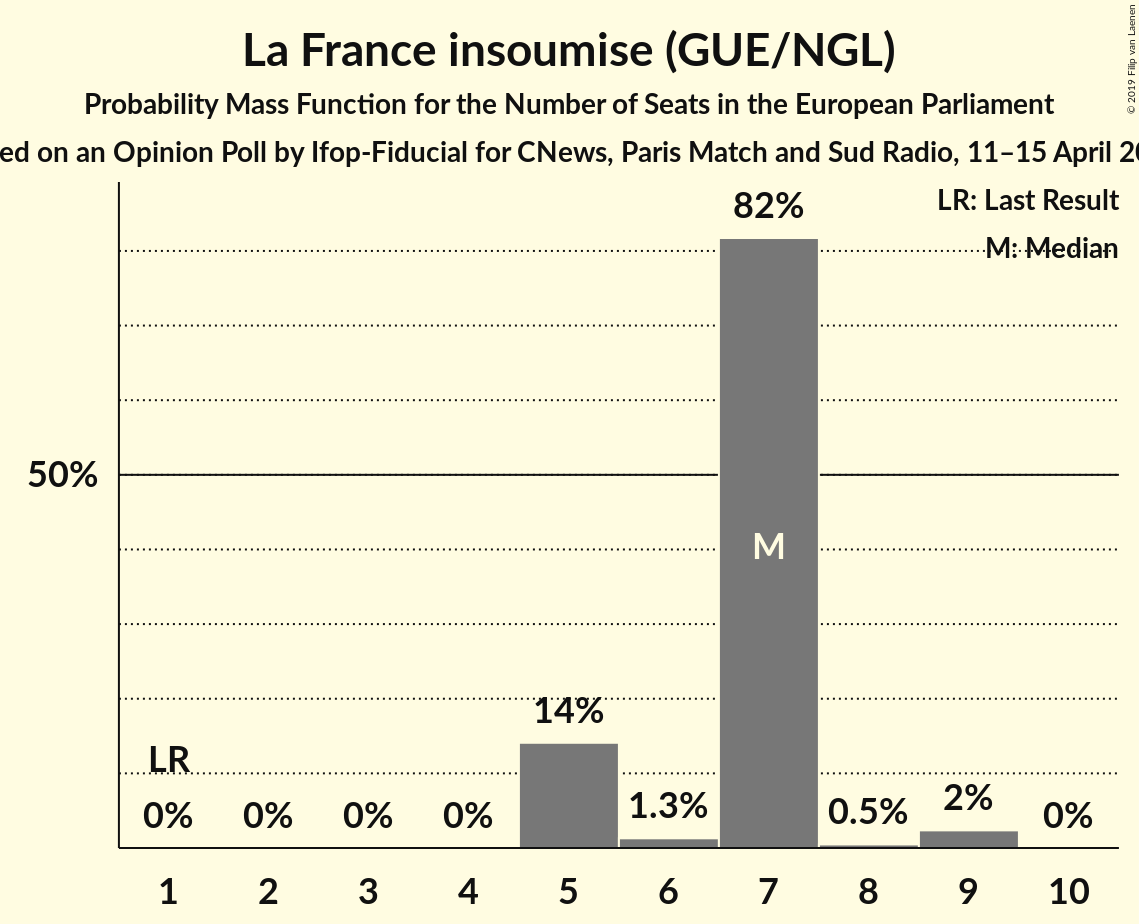 La France insoumise (GUE/NGL)
Probability Mass Function for the Number of Seats in the European Parliament
ed on an Opinion Poll by Ifop-Fiducial for CNews, Paris Match and Sud Radio, 11–15 April 20
© 2019 Filip van Laenen
LR: Last Result
M: Median
82%
50%
M
14%
LR
0% 0% 0% 0% 1.3% 0.5% 2% 0%
1 2 3 4 5 6 7 8 9 10